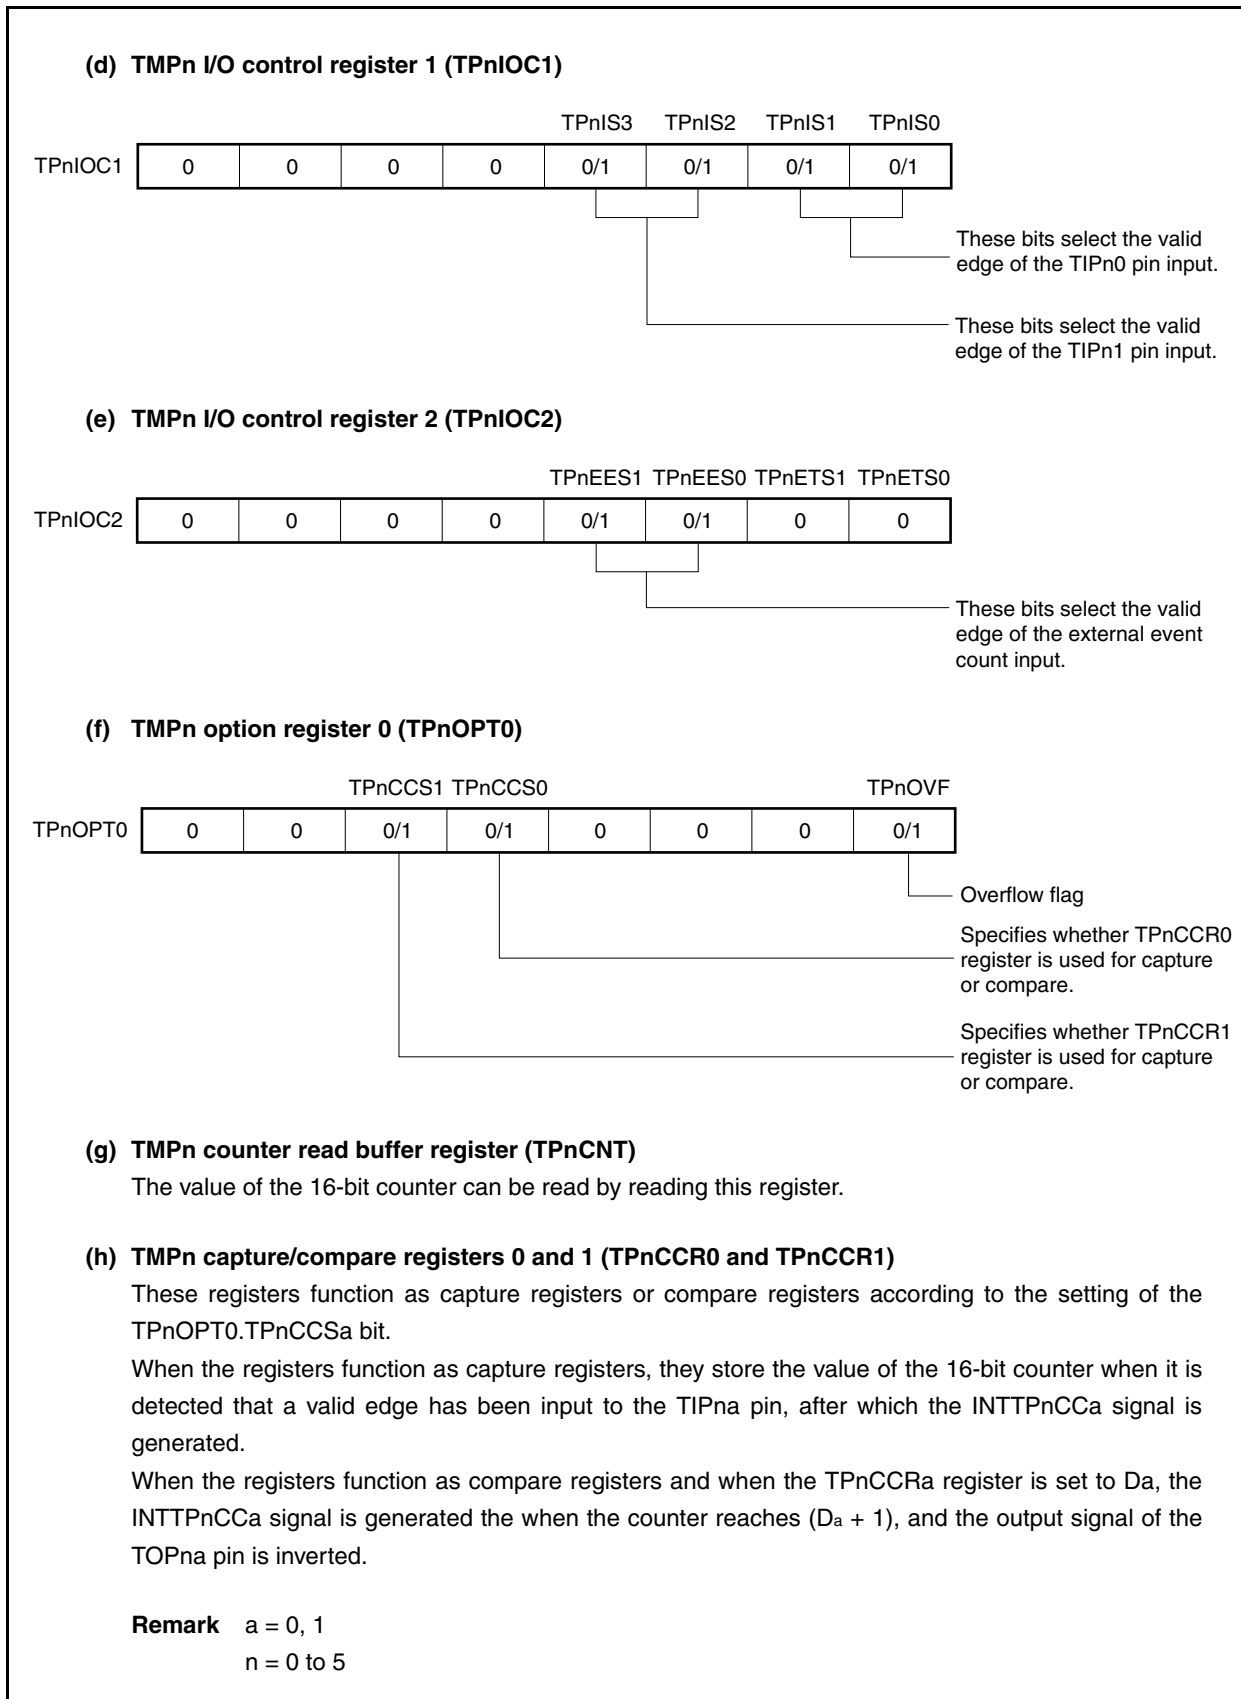 (d) TMPn I/O control register 1 (TPnIOC1)
TPnIS3 TPnIS2 TPnIS1 TPnIS0
TPnIOC1 0 0 0 0 0/1 0/1 0/1 0/1
These bits select the valid
edge of the TIPn0 pin input.
These bits select the valid
edge of the TIPn1 pin input.
(e) TMPn I/O control register 2 (TPnIOC2)
TPnEES1 TPnEES0 TPnETS1 TPnETS0
TPnIOC2 0 0 0 0 0/1 0/1 0 0
These bits select the valid
edge of the external event
count input.
(f) TMPn option register 0 (TPnOPT0)
TPnCCS1 TPnCCS0 TPnOVF
TPnOPT0 0 0 0/1 0/1 0 0 0 0/1
Overflow flag
Specifies whether TPnCCR0
register is used for capture
or compare.
Specifies whether TPnCCR1
register is used for capture
or compare.
(g) TMPn counter read buffer register (TPnCNT)
The value of the 16-bit counter can be read by reading this register.
(h) TMPn capture/compare registers 0 and 1 (TPnCCR0 and TPnCCR1)
These registers function as capture registers or compare registers according to the setting of the
TPnOPT0.TPnCCSa bit.
When the registers function as capture registers, they store the value of the 16-bit counter when it is
detected that a valid edge has been input to the TIPna pin, after which the INTTPnCCa signal is
generated.
When the registers function as compare registers and when the TPnCCRa register is set to Da, the
INTTPnCCa signal is generated the when the counter reaches (Da + 1), and the output signal of the
TOPna pin is inverted.
Remark a = 0, 1
n = 0 to 5